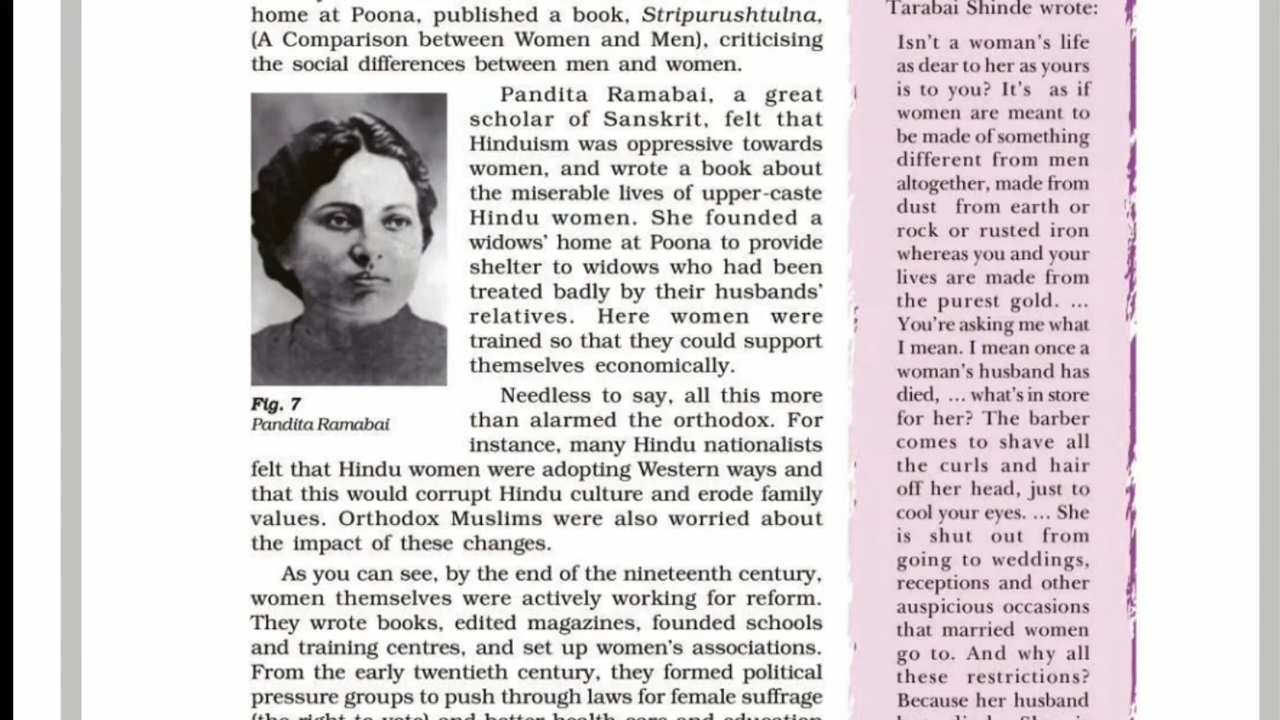 home at Poona, published a book, Stripurushtulna,
(A Comparison between Women and Men), criticising
the social differences between men and women.
Pandita Ramabai, a great
scholar of Sanskrit, felt that
Hinduism was oppressive towards
women, and wrote a book about
the miserable lives of upper-caste
Hindu women. She founded a
widows' home at Poona to provide
shelter to widows who had been
treated badly by their husbands'
relatives. Here women were
trained so that they could support
themselves economically.
Fig. 7
Pandita Ramabai
Needless to say, all this more
than alarmed the orthodox. For
instance, many Hindu nationalists
felt that Hindu women were adopting Western ways and
that this would corrupt Hindu culture and erode family
values. Orthodox Muslims were also worried about
the impact of these changes.
As you can see, by the end of the nineteenth century,
women themselves were actively working for reform.
They wrote books, edited magazines, founded schools
and training centres, and set up women's associations.
From the early twentieth century, they formed political
pressure groups to push through laws for female suffrage
(the right to vote) and better health care and education
Tarabai Shinde wrote:
Isn't a woman's life
as dear to her as yours
is to you? It's as if
women are meant to
be made of something
different from men
altogether, made from
dust from earth or
rock or rusted iron
whereas you and your
lives are made from
the purest gold. ...
You're asking me what
I mean. I mean once a
woman's husband has
died, ... what's in store
for her? The barber
comes to shave all
the curls and hair
off her head, just to
cool your eyes. ... She
is shut out from
going to weddings,
receptions and other
auspicious occasions
that married women
go to. And why all
these restrictions?
Because her husband